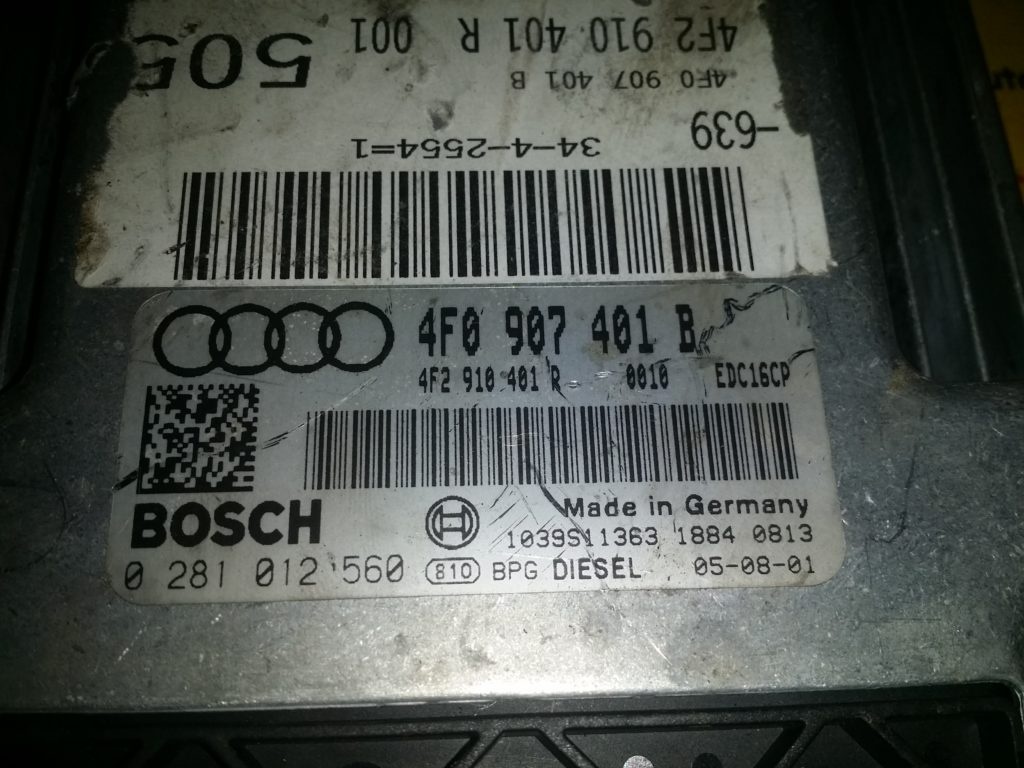 4F2 910 401 R 001
505
4F0 907 401 B
-639
34-4-2554=1
4F0 907 401 B
4F2 910 401 R 0010 EDC16CP
BOSCH
Made in Germany
1039S11363 1884 0813
0 281 012 560 810 BPG DIESEL 05-08-01